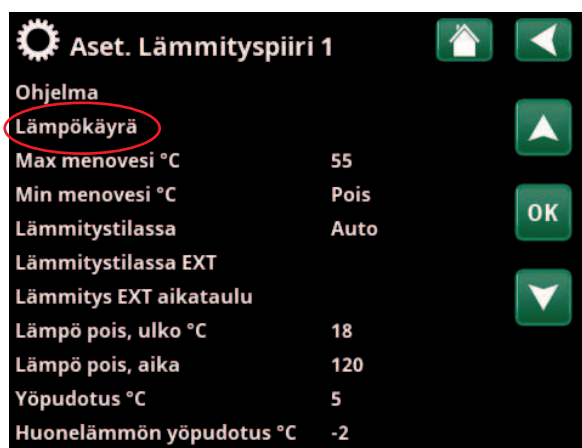 Aset. Lämmityspiiri 1
Ohjelma
Lämpökäyrä
Max menovesi °C 55
Min menovesi °C Pois
Lämmitystilassa Auto
OK
Lämmitystilassa EXT
Lämmitys EXT aikataulu
Lämpö pois, ulko °C 18
Lämpö pois, aika 120
Yöpudotus °C 5
Huonelämmön yöpudotus °C -2